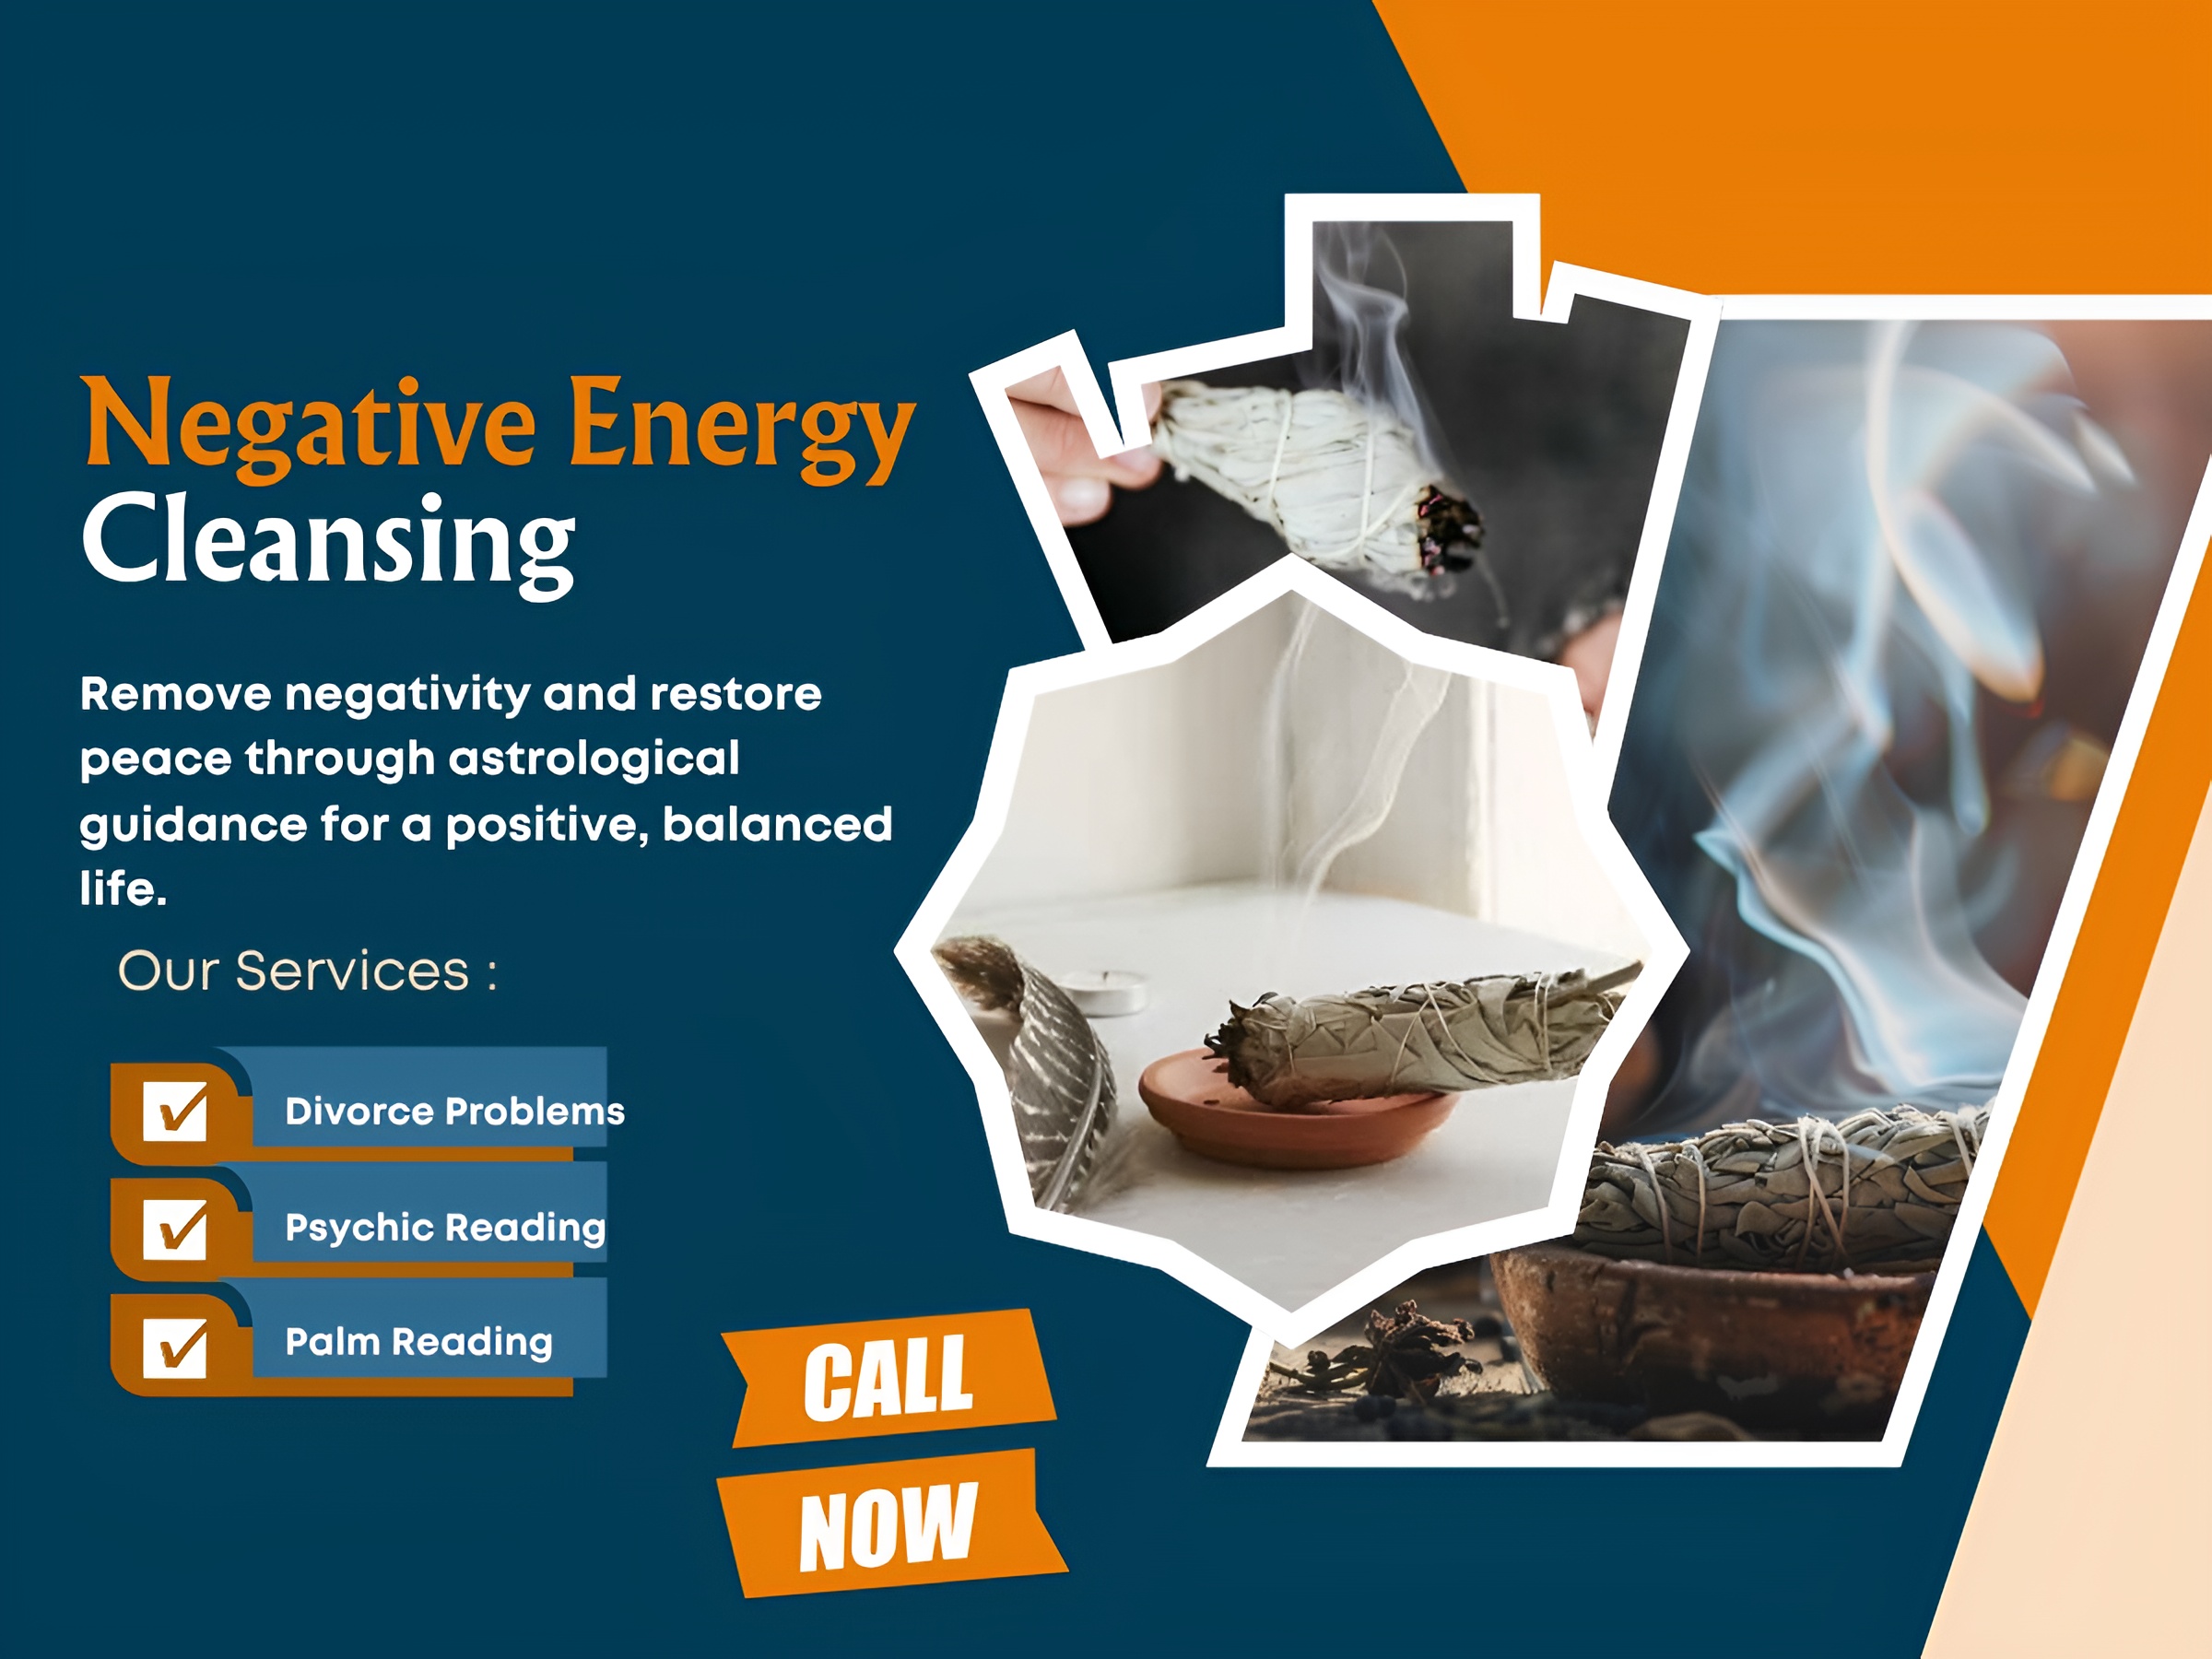 Negative Energy
Cleansing
Remove negativity and restore
peace through astrological
guidance for a positive, balanced
life.
Our Services :
Divorce Problems
Psychic Reading
Palm Reading
CALL
NOW